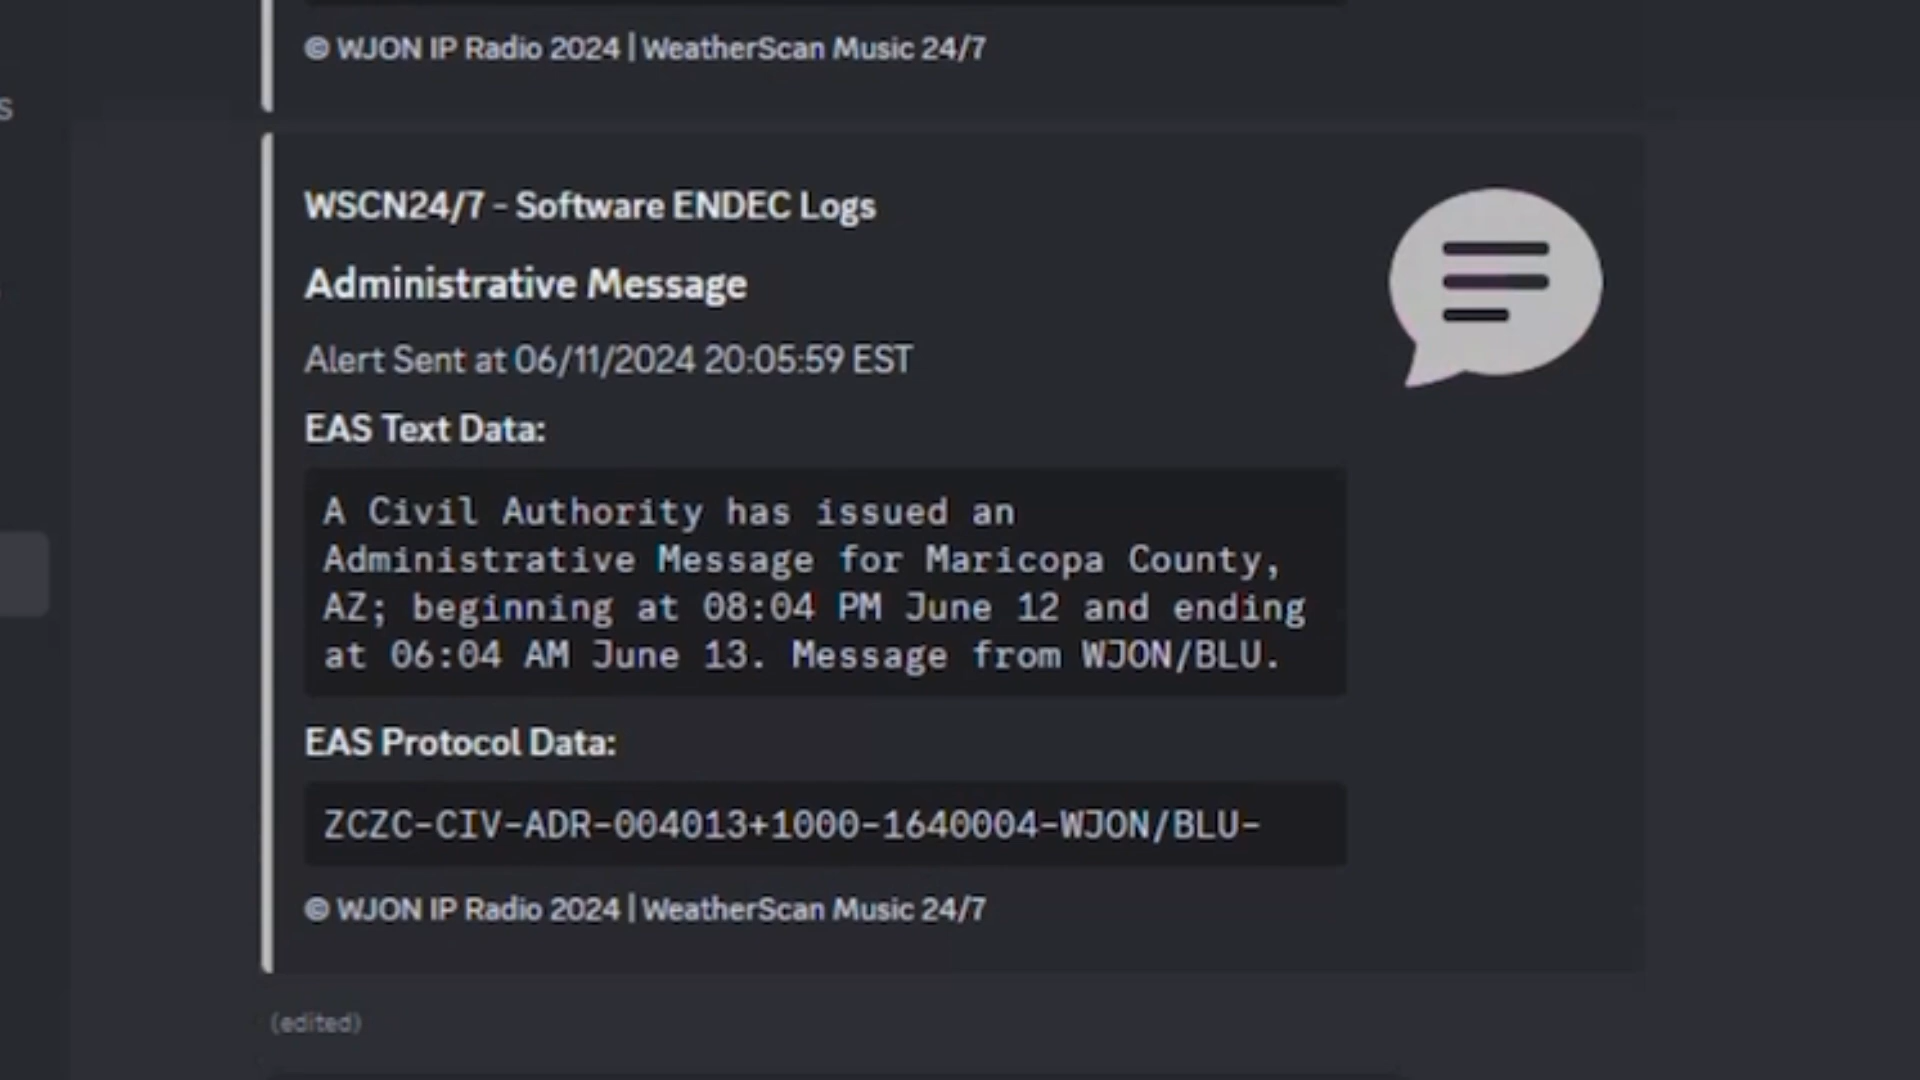 © WJON IP Radio 2024 | WeatherScan Music 24/7
S
WSCN24/7 - Software ENDEC Logs
Administrative Message
Alert Sent at 06/11/2024 20:05:59 EST
EAS Text Data:
A Civil Authority has issued an
Administrative Message for Maricopa County,
AZ; beginning at 08:04 PM June 12 and ending
at 06:04 AM June 13. Message from WJON/BLU.
EAS Protocol Data:
ZCZC-CIV-ADR-004013+1000-1640004-WJON/BLU-
© WJON IP Radio 2024 | WeatherScan Music 24/7
(edited)